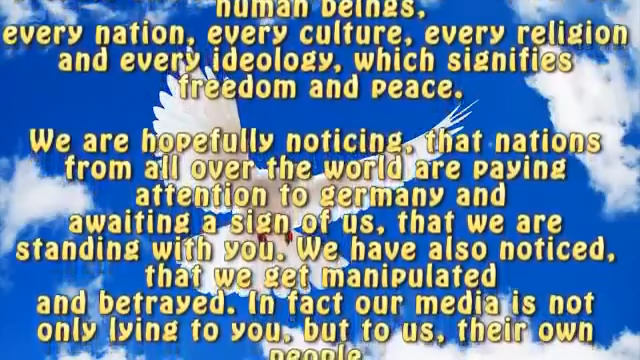 human beings,
every nation, every culture, every religion
and every ideology, which signifies
freedom and peace.
We are hopefully noticing, that nations
from all over the world are paying
attention to germany and
awaiting a sign of us, that we are
standing with you. We have also noticed,
that we get manipulated
and betrayed. In fact our media is not
only lying to you, but to us, their own
people